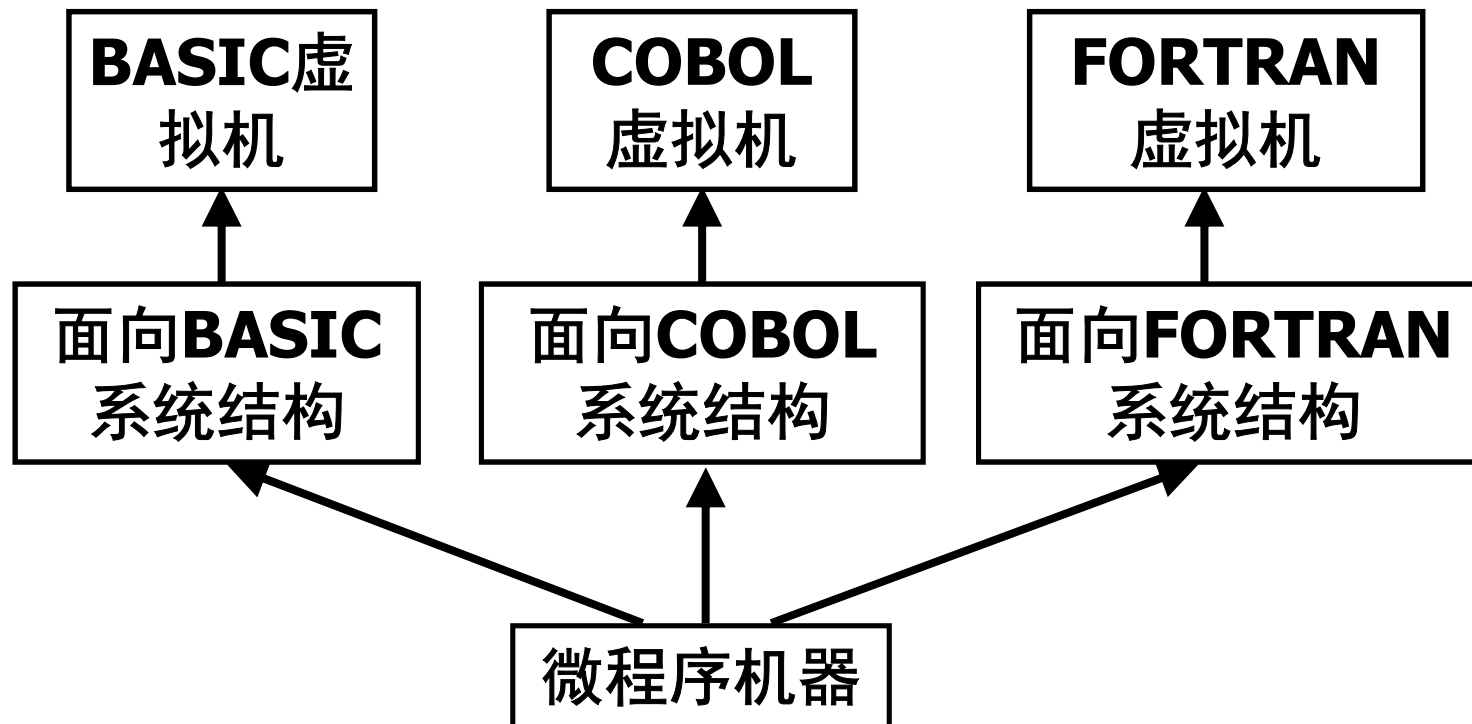 BASIC虚
拟机
COBOL
虚拟机
FORTRAN
虚拟机
面向BASIC
系统结构
面向COBOL
系统结构
面向FORTRAN
系统结构
微程序机器